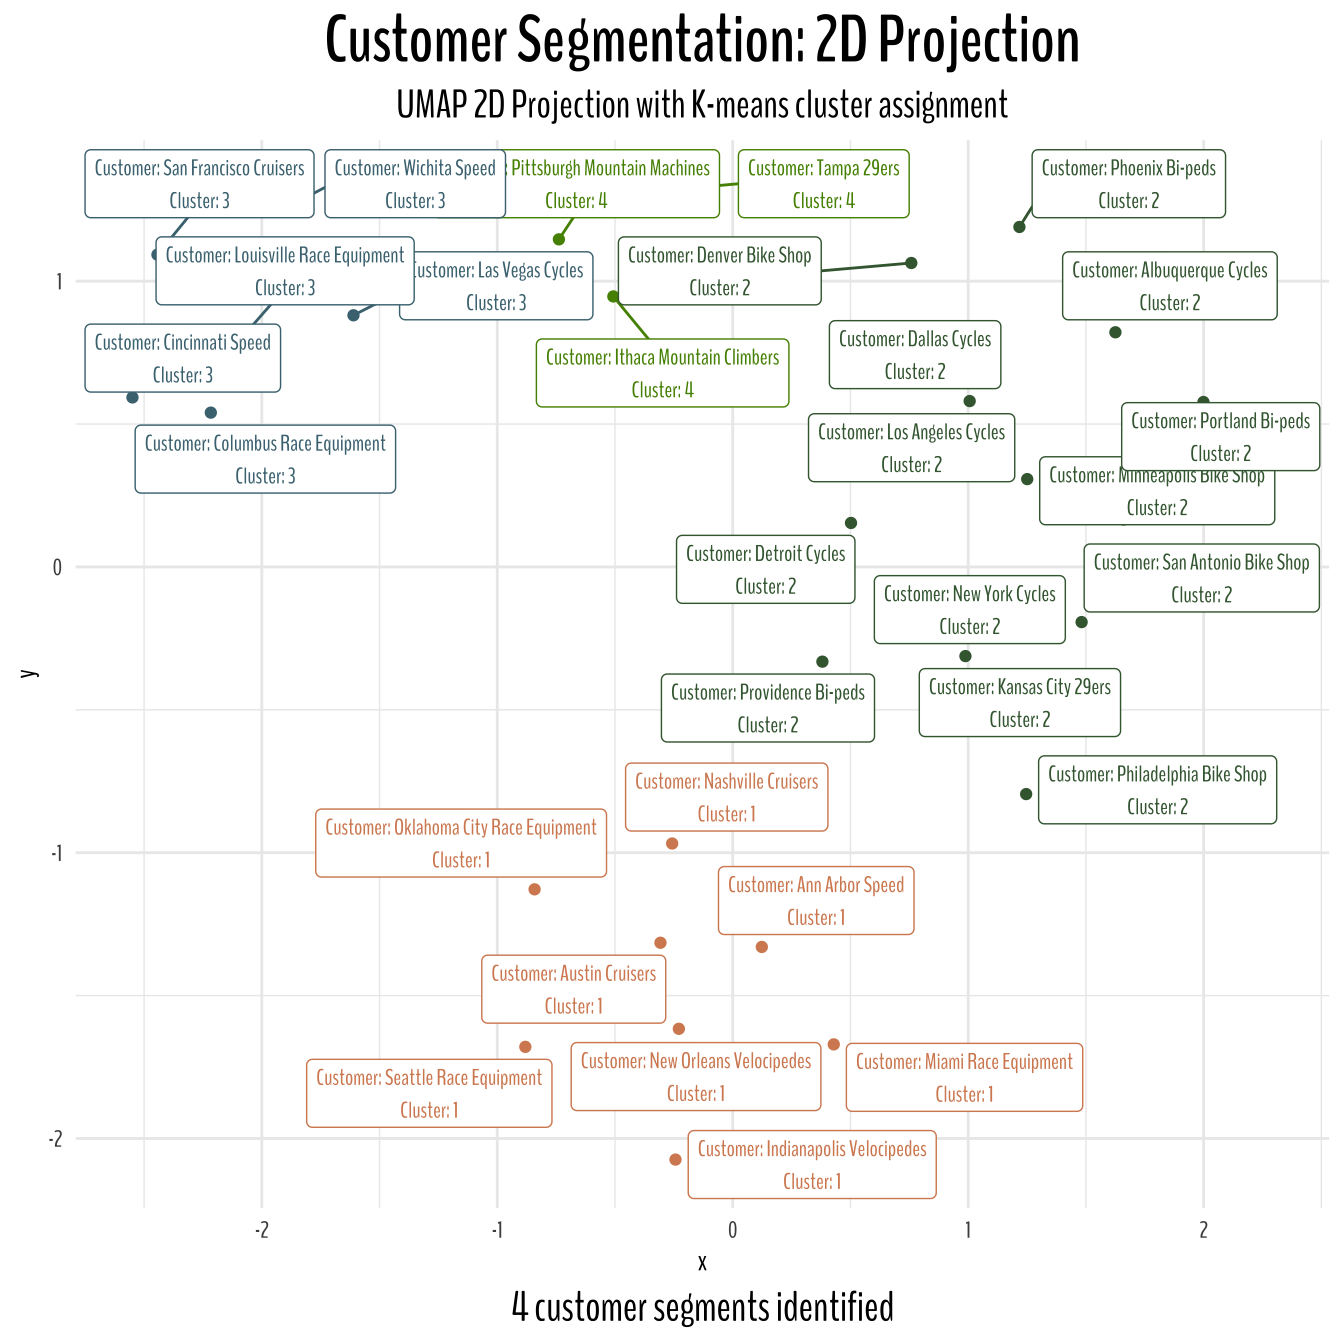 Customer Segmentation: 2D Projection
UMAP 2D Projection with K-means cluster assignment
Customer: San Francisco Cruisers
Cluster: 3
Customer: Wichita Speed
Cluster: 3
: Pittsburgh Mountain Machines
Cluster: 4
Customer: Tampa 29ers
Cluster: 4
Customer: Phoenix Bi-peds
Cluster: 2
Customer: Louisville Race Equipment
Cluster: 3
Customer: Las Vegas Cycles
Cluster: 3
Customer: Denver Bike Shop
Cluster: 2
Customer: Albuquerque Cycles
Cluster: 2
Customer: Cincinnati Speed
Cluster: 3
Customer: Ithaca Mountain Climbers
Cluster: 4
Customer: Dallas Cycles
Cluster: 2
Customer: Columbus Race Equipment
Cluster: 3
Customer: Los Angeles Cycles
Cluster: 2
Customer: Portland Bi-peds
Cluster: 2
Customer: Minneapolis Bike Shop
Cluster: 2
Customer: Detroit Cycles
Cluster: 2
Customer: San Antonio Bike Shop
Cluster: 2
Customer: New York Cycles
Cluster: 2
Customer: Providence Bi-peds
Cluster: 2
Customer: Kansas City 29ers
Cluster: 2
Customer: Philadelphia Bike Shop
Cluster: 2
Customer: Nashville Cruisers
Cluster: 1
Customer: Oklahoma City Race Equipment
Cluster: 1
Customer: Ann Arbor Speed
Cluster: 1
Customer: Austin Cruisers
Cluster: 1
Customer: New Orleans Velocipedes
Cluster: 1
Customer: Miami Race Equipment
Cluster: 1
Customer: Seattle Race Equipment
Cluster: 1
Customer: Indianapolis Velocipedes
Cluster: 1
1
0
-1
-2
y
-2 -1 0 1 2
x
4 customer segments identified